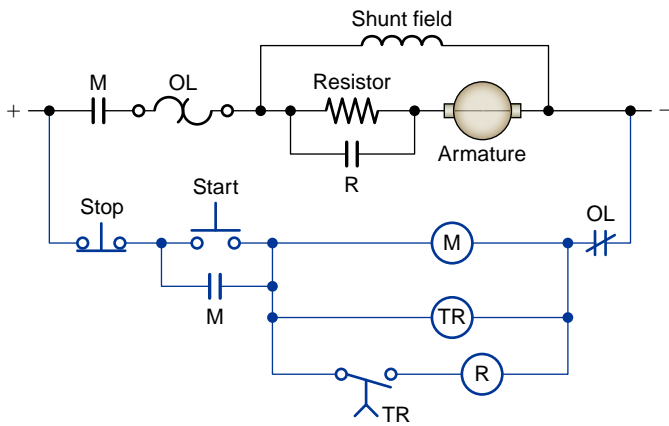 Shunt field
M
OL
Resistor
+
−
Armature
R
Start
Stop
OL
M
M
TR
R
TR